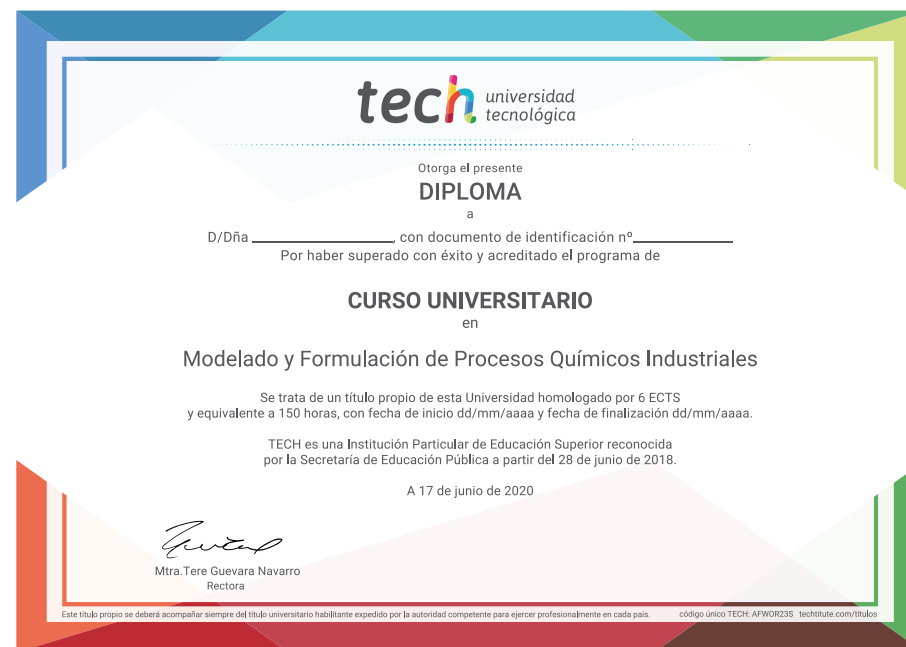 tech universidad
tecnológica
Otorga el presente
DIPLOMA
a
D/Dña ____________________, con documento de identificación nº______________
Por haber superado con éxito y acreditado el programa de
CURSO UNIVERSITARIO
en
Modelado y Formulación de Procesos Químicos Industriales
Se trata de un título propio de esta Universidad homologado por 6 ECTS
y equivalente a 150 horas, con fecha de inicio dd/mm/aaaa y fecha de finalización dd/mm/aaaa.
TECH es una Institución Particular de Educación Superior reconocida
por la Secretaría de Educación Pública a partir del 28 de junio de 2018.
A 17 de junio de 2020
Mtra.Tere Guevara Navarro
Rectora
Este título propio se deberá acompañar siempre del título universitario habilitante expedido por la autoridad competente para ejercer profesionalmente en cada país. código único TECH: AFWOR23S techtitute.com/titulos